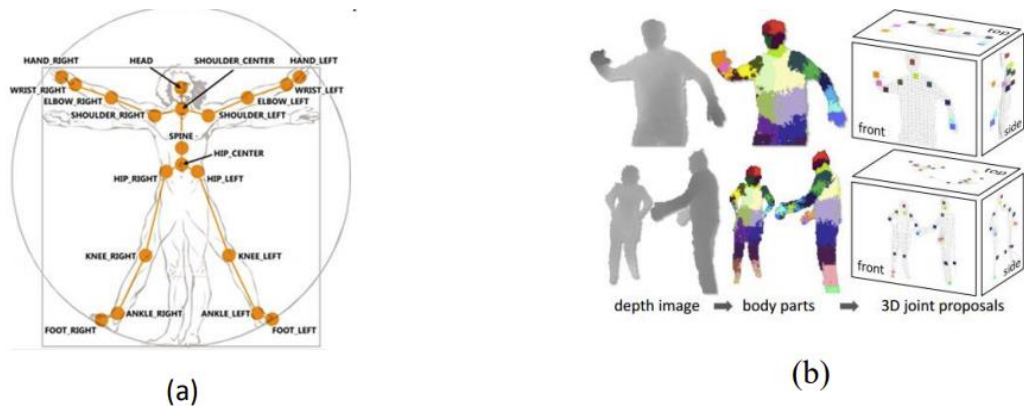 HAND_RIGHT HEAD SHOULDER_CENTER HAND_LEFT
WRIST_RIGHT WRIST_LEFT
ELBOW_RIGHT ELBOW_LEFT
SHOULDER_RIGHT SHOULDER_LEFT
SPINE
HIP_CENTER
HIP_RIGHT HIP_LEFT
KNEE_RIGHT KNEE_LEFT
ANKLE_RIGHT ANKLE_LEFT
FOOT_RIGHT FOOT_LEFT
(a)
top
front side
top
front side
depth image → body parts → 3D joint proposals
(b)